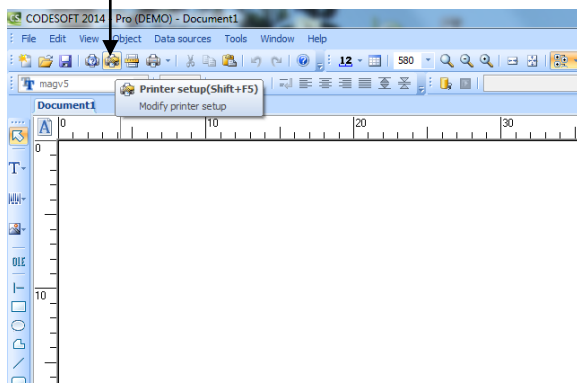 CODESOFT 2014 - Pro (DEMO) - Document1
File Edit View Object Data sources Tools Window Help
12 580
magv5
Printer setup(Shift+F5)
Modify printer setup
Document1
A 0 10 20 30
0
T
OLE
10